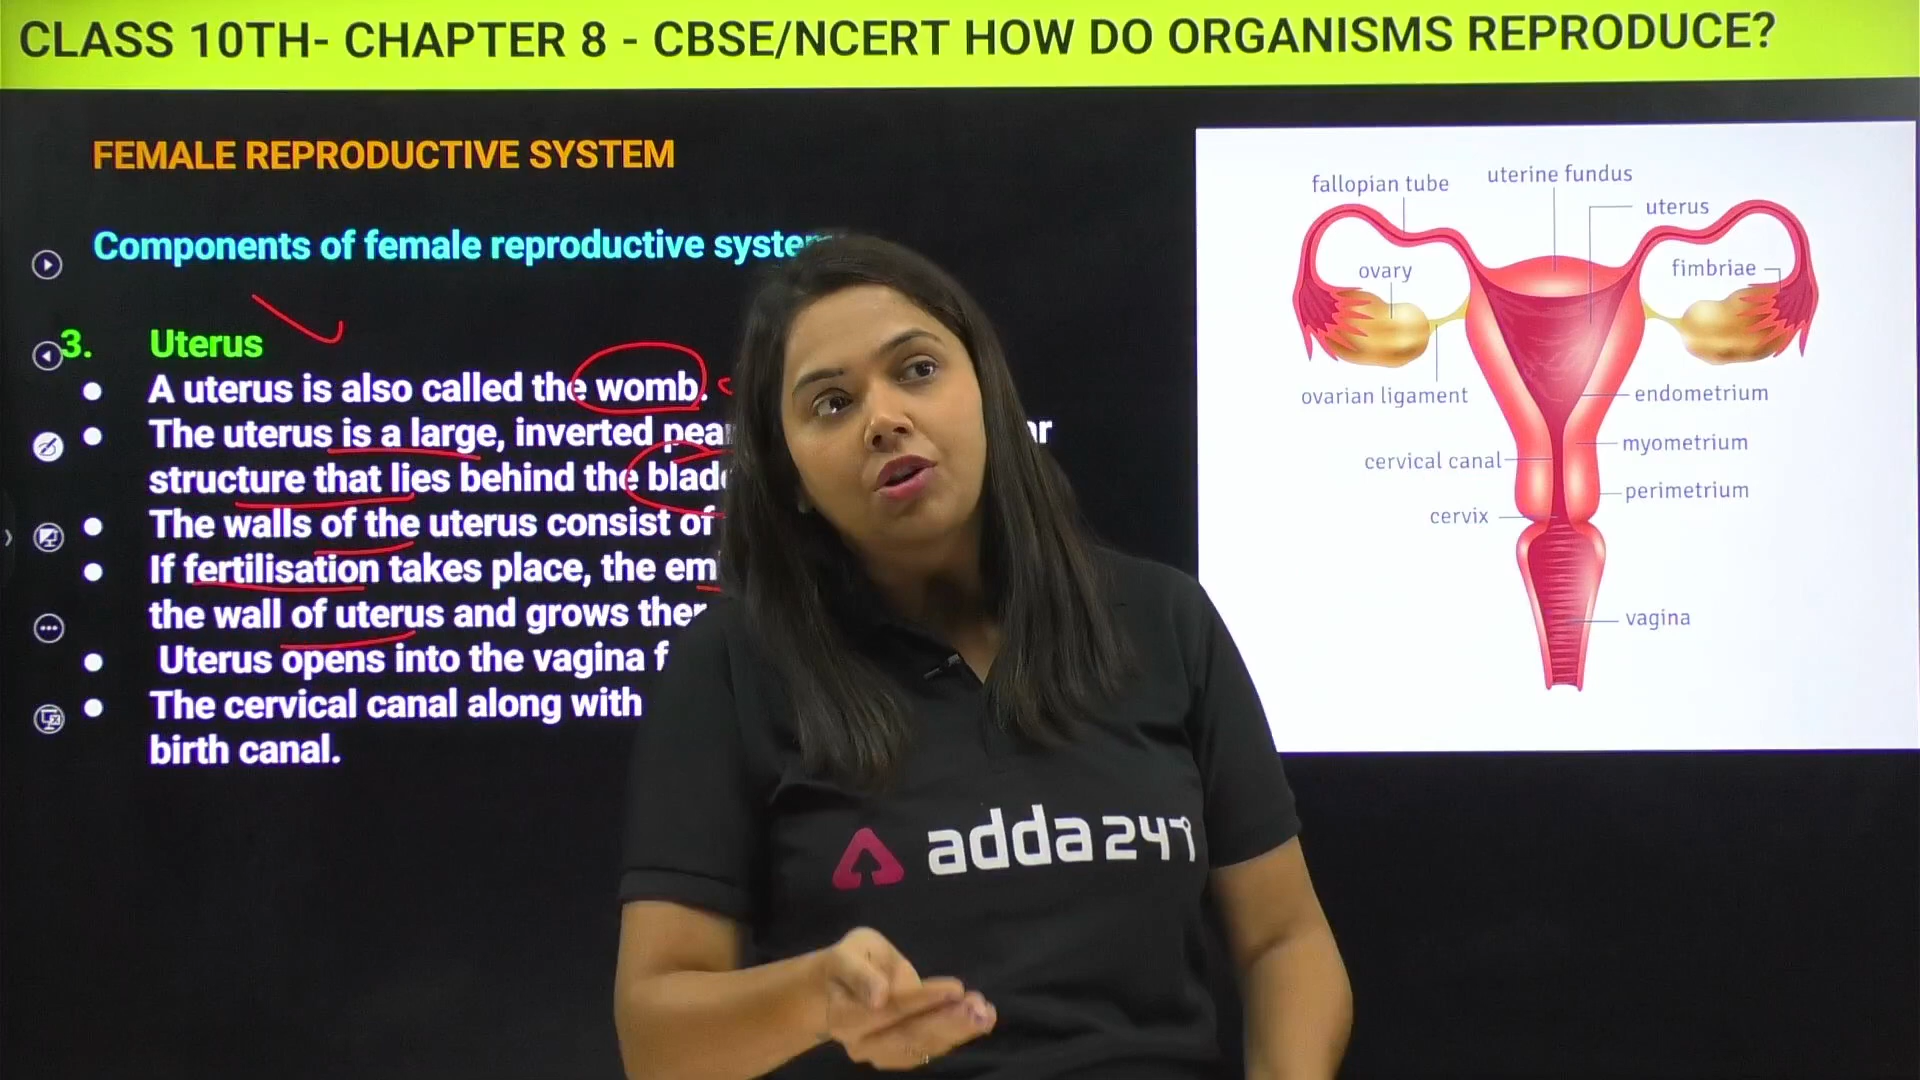 CLASS 10TH- CHAPTER 8 - CBSE/NCERT HOW DO ORGANISMS REPRODUCE?
FEMALE REPRODUCTIVE SYSTEM
Components of female reproductive
3. Uterus
A uterus is also called the womb.
The uterus is a large, inverted
structure that lies behind the
The walls of the uterus consist of
If fertilisation takes place, the
the wall of uterus and grows
Uterus opens into the vagina
The cervical canal along with
birth canal.
fallopian tube
uterine fundus
uterus
ovary
fimbriae
ovarian ligament
endometrium
myometrium
cervical canal
perimetrium
cervix
vagina
adda247